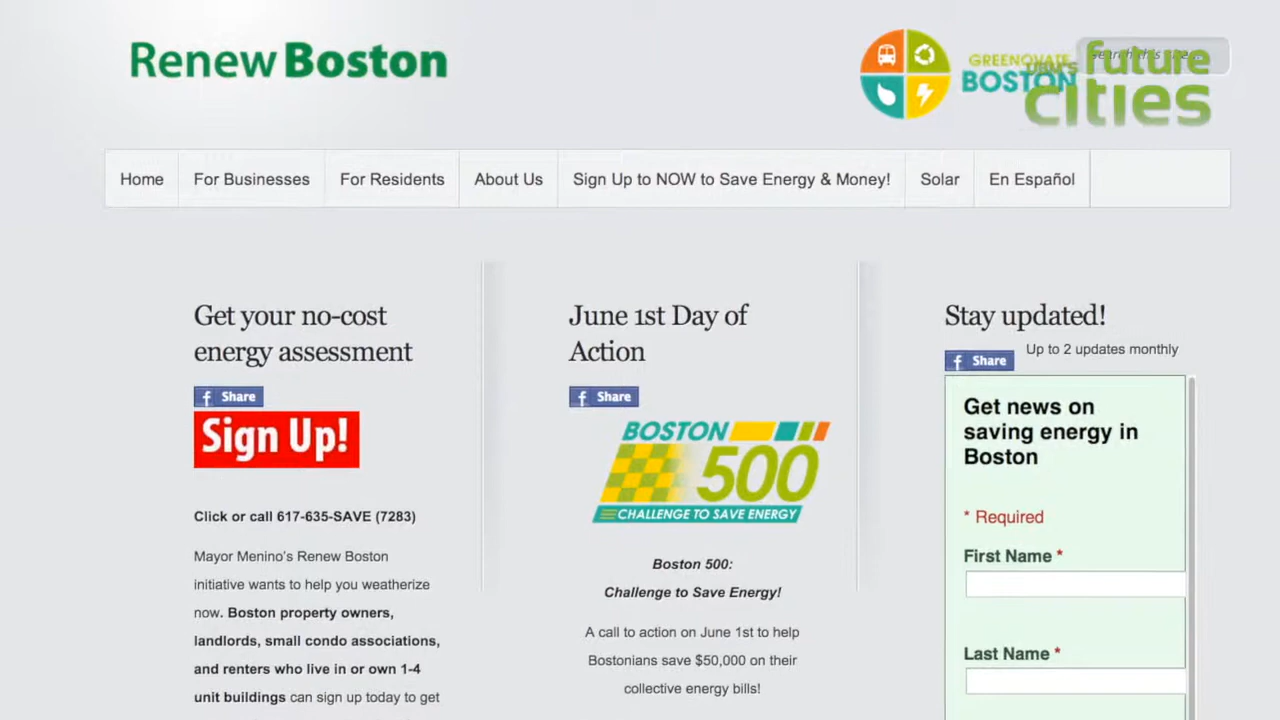 Renew Boston
GREENOVATE
BOSTON
future
cities
Home
For Businesses
For Residents
About Us
Sign Up to NOW to Save Energy & Money!
Solar
En Español
Get your no-cost
energy assessment
f Share
Sign Up!
Click or call 617-635-SAVE (7283)
Mayor Menino's Renew Boston
initiative wants to help you weatherize
now. Boston property owners,
landlords, small condo associations,
and renters who live in or own 1-4
unit buildings can sign up today to get
June 1st Day of
Action
f Share
BOSTON
500
CHALLENGE TO SAVE ENERGY
Boston 500:
Challenge to Save Energy!
A call to action on June 1st to help
Bostonians save $50,000 on their
collective energy bills!
Stay updated!
f Share
Up to 2 updates monthly
Get news on
saving energy in
Boston
* Required
First Name *
Last Name *